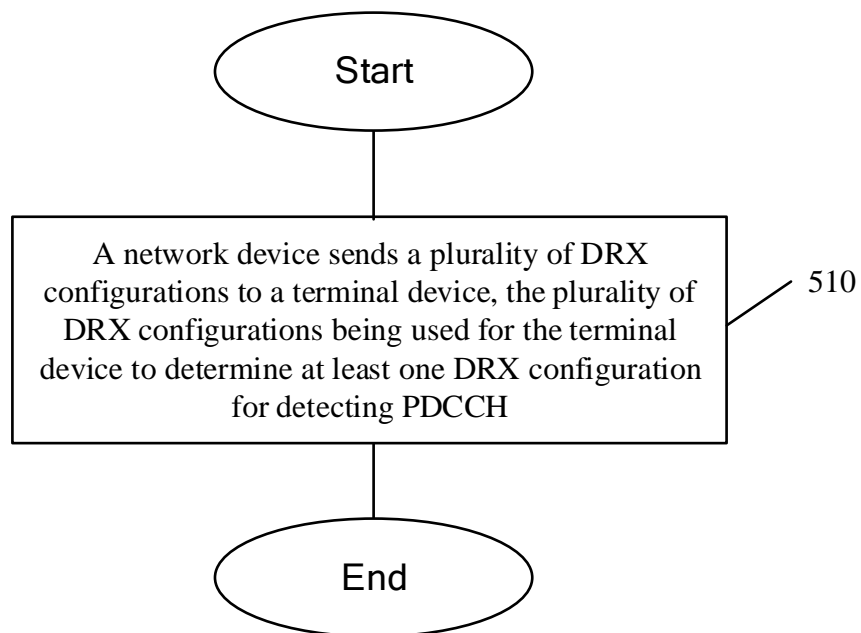 Start
A network device sends a plurality of DRX
configurations to a terminal device, the plurality of
DRX configurations being used for the terminal
device to determine at least one DRX configuration
for detecting PDCCH
510
End